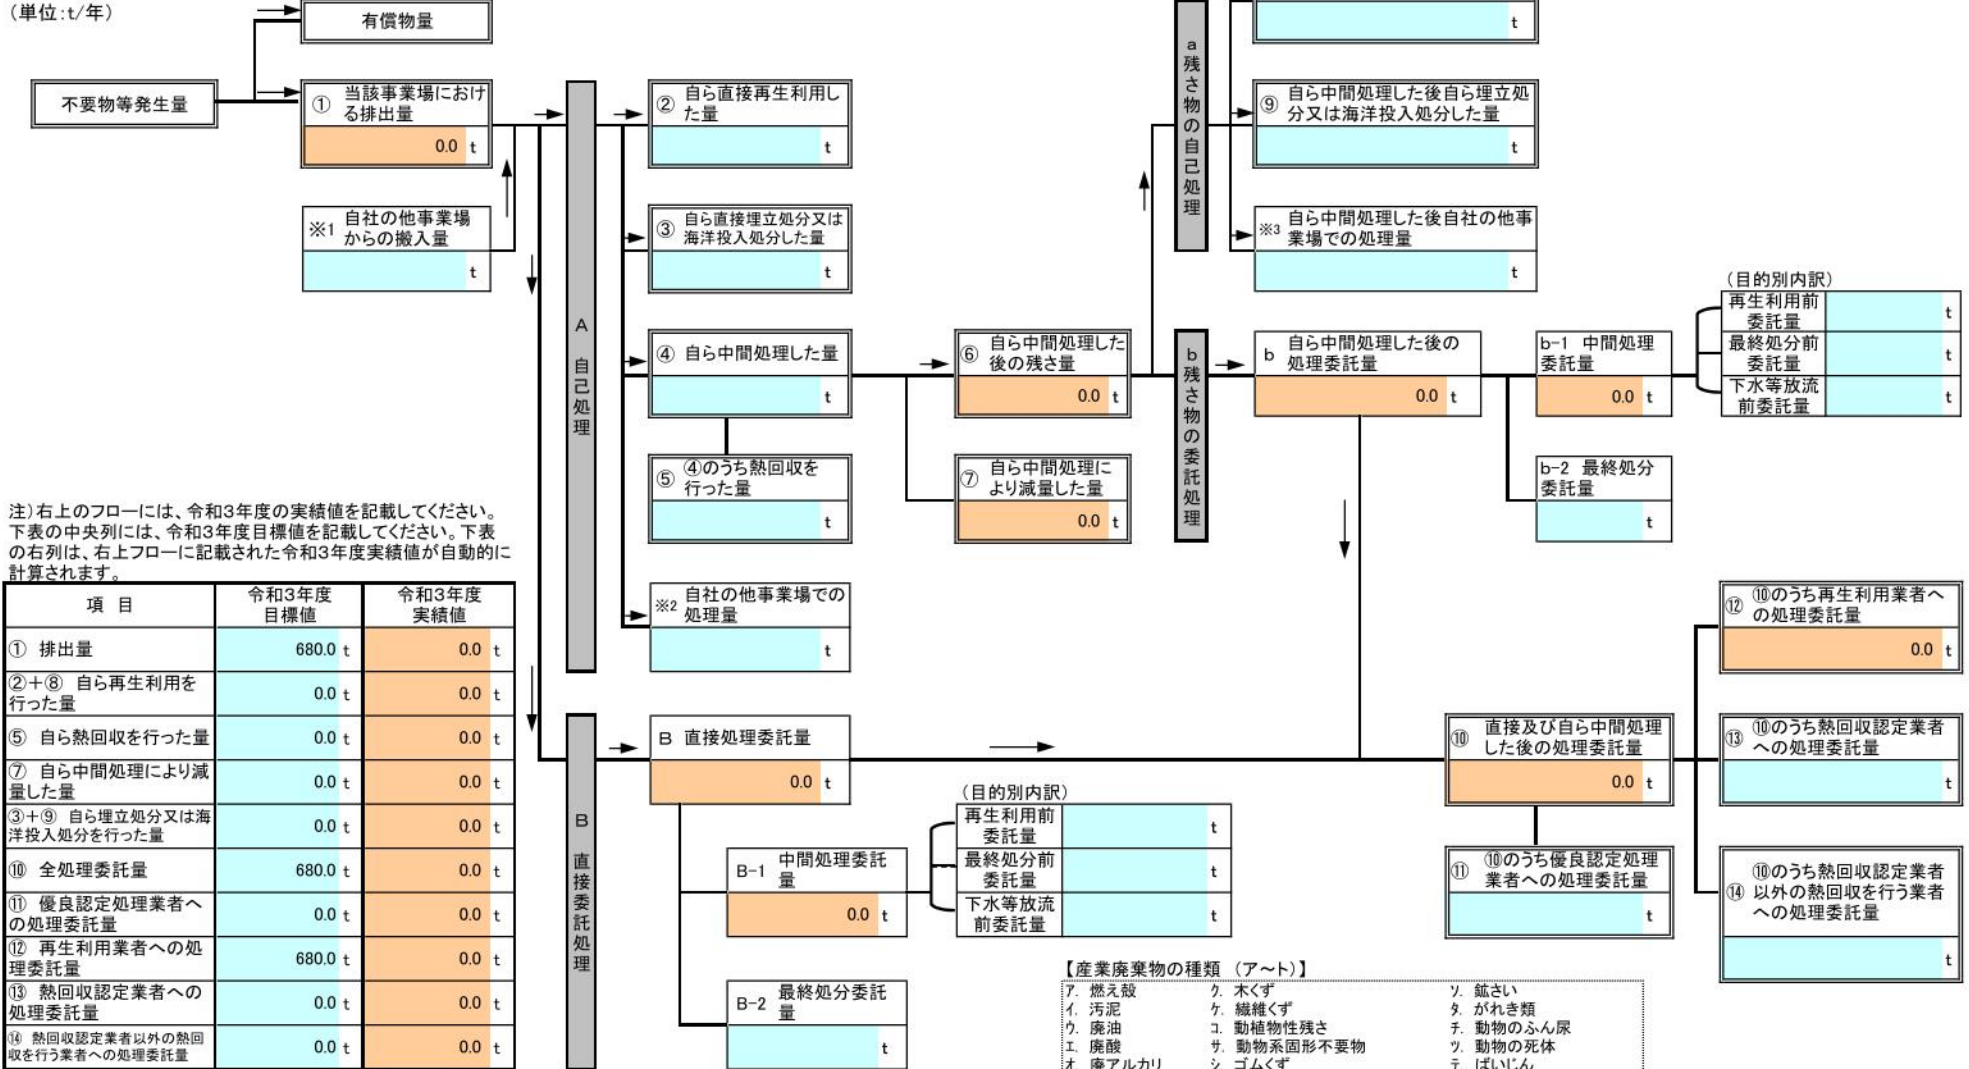 (単位:t/年)
有償物量
t
不要物等発生量
① 当該事業場におけ
る排出量
0.0 t
※1 自社の他事業場
からの搬入量
t
A 自己処理
② 自ら直接再生利用し
た量
t
③ 自ら直接埋立処分又は
海洋投入処分した量
t
④ 自ら中間処理した量
t
⑤ ④のうち熱回収を
行った量
t
※2 自社の他事業場での
処理量
t
⑥ 自ら中間処理した
後の残さ量
0.0 t
⑦ 自ら中間処理に
より減量した量
0.0 t
a 残さ物の自己処理
⑨ 自ら中間処理した後自ら埋立処
分又は海洋投入処分した量
t
※3 自ら中間処理した後自社の他事
業場での処理量
t
b 残さ物の委託処理
b 自ら中間処理した後の
処理委託量
0.0 t
b-1 中間処理
委託量
0.0 t
b-2 最終処分
委託量
t
(目的別内訳)
再生利用前
委託量 t
最終処分前
委託量 t
下水等放流
前委託量 t
注)右上のフローには、令和3年度の実績値を記載してください。
下表の中央列には、令和3年度目標値を記載してください。下表
の右列は、右上フローに記載された令和3年度実績値が自動的に
計算されます。
項 目 令和3年度 令和3年度
目標値 実績値
① 排出量 680.0 t 0.0 t
②+⑧ 自ら再生利用を
行った量 0.0 t 0.0 t
⑤ 自ら熱回収を行った量 0.0 t 0.0 t
⑦ 自ら中間処理により減
量した量 0.0 t 0.0 t
③+⑨ 自ら埋立処分又は海
洋投入処分を行った量 0.0 t 0.0 t
⑩ 全処理委託量 680.0 t 0.0 t
⑪ 優良認定処理業者へ
の処理委託量 0.0 t 0.0 t
⑫ 再生利用業者への処
理委託量 680.0 t 0.0 t
⑬ 熱回収認定業者への
処理委託量 0.0 t 0.0 t
⑭ 熱回収認定業者以外の熱回
収を行う業者への処理委託量 0.0 t 0.0 t
B 直接委託処理
B 直接処理委託量
0.0 t
B-1 中間処理委託
量
0.0 t
B-2 最終処分委託
量
t
(目的別内訳)
再生利用前
委託量 t
最終処分前
委託量 t
下水等放流
前委託量 t
⑩ 直接及び自ら中間処理
した後の処理委託量
0.0 t
⑪ ⑩のうち優良認定処理
業者への処理委託量
t
⑫ ⑩のうち再生利用業者へ
の処理委託量
0.0 t
⑬ ⑩のうち熱回収認定業者
への処理委託量
t
⑭ ⑩のうち熱回収認定業者
以外の熱回収を行う業者
への処理委託量
t
【産業廃棄物の種類 (ア~ト)】
ア. 燃え殻 ク. 木くず ソ. 鉱さい
イ. 汚泥 ケ. 繊維くず タ. がれき類
ウ. 廃油 コ. 動植物性残さ チ. 動物のふん尿
エ. 廃酸 サ. 動物系固形不要物 ツ. 動物の死体
オ. 廃アルカリ シ. ゴムくず テ. ばいじん